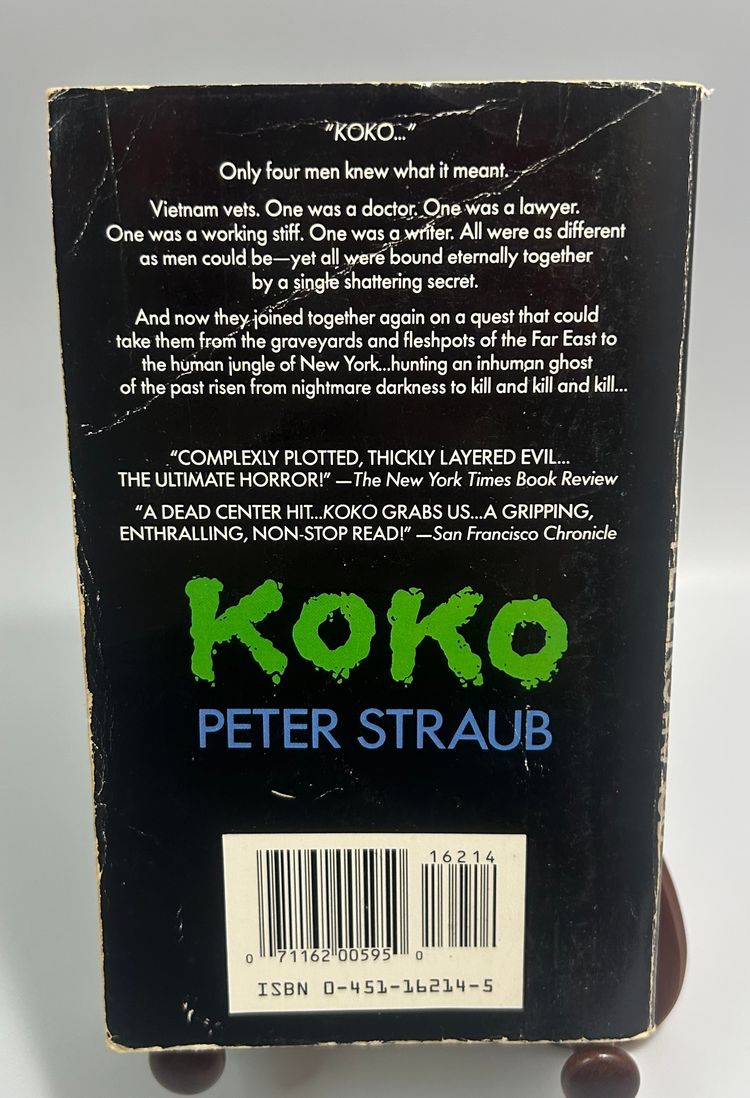 "KOKO..."
Only four men knew what it meant.
Vietnam vets. One was a doctor. One was a lawyer.
One was a working stiff. One was a writer. All were as different
as men could be—yet all were bound eternally together
by a single shattering secret.
And now they joined together again on a quest that could
take them from the graveyards and fleshpots of the Far East to
the human jungle of New York...hunting an inhuman ghost
of the past risen from nightmare darkness to kill and kill and kill...
"COMPLEXLY PLOTTED, THICKLY LAYERED EVIL...
THE ULTIMATE HORROR!" —The New York Times Book Review
"A DEAD CENTER HIT...KOKO GRABS US...A GRIPPING,
ENTHRALLING, NON-STOP READ!" —San Francisco Chronicle
KOKO
PETER STRAUB
16214
0 71162 00595 0
ISBN 0-451-16214-5